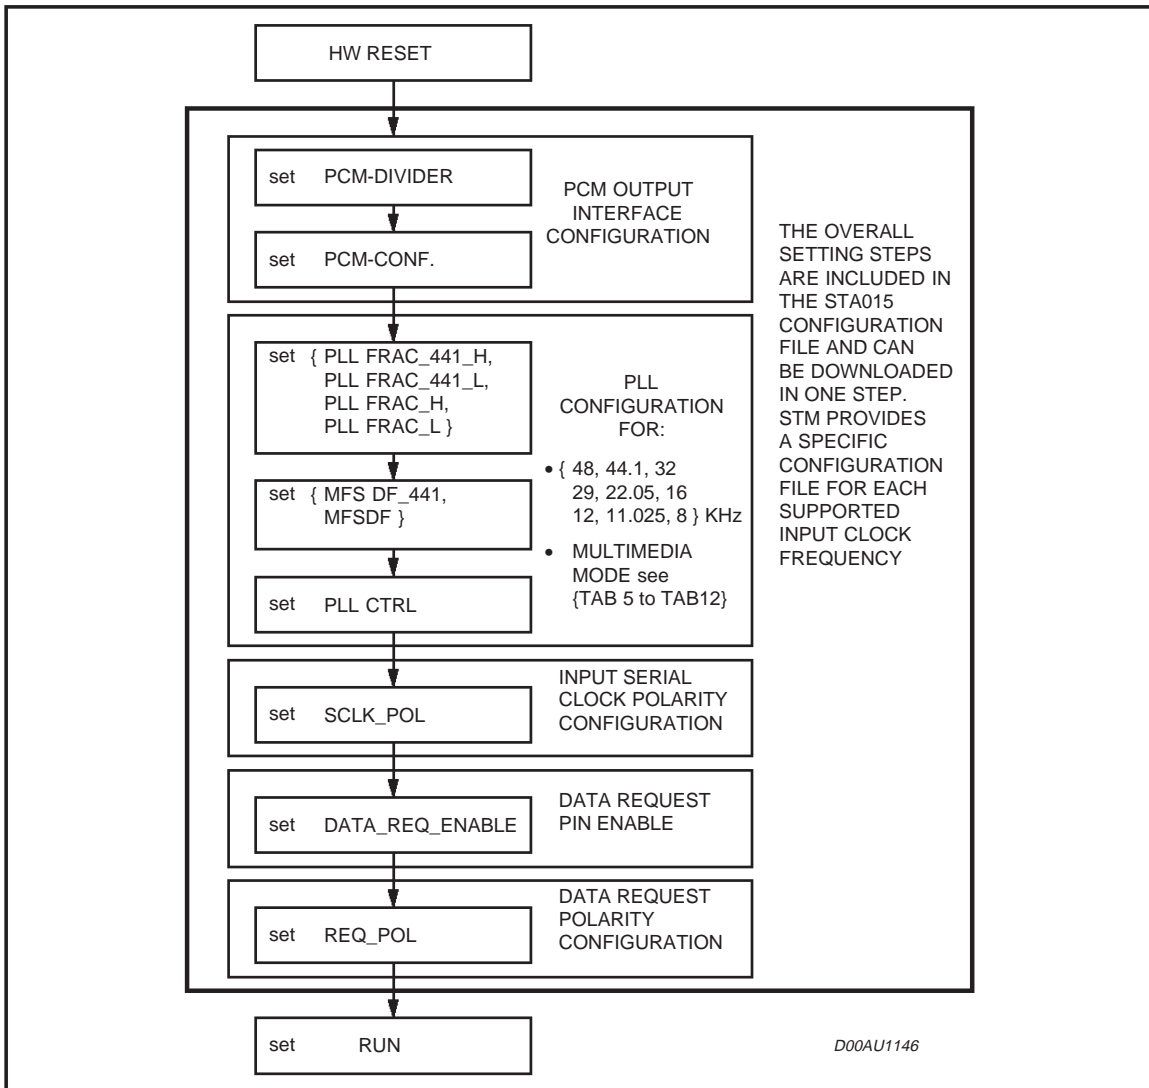 HW RESET
set PCM-DIVIDER
set PCM-CONF.
PCM OUTPUT
INTERFACE
CONFIGURATION
set { PLL FRAC_441_H,
PLL FRAC_441_L,
PLL FRAC_H,
PLL FRAC_L }
set { MFS DF_441,
MFSDF }
set PLL CTRL
PLL
CONFIGURATION
FOR:
• { 48, 44.1, 32
29, 22.05, 16
12, 11.025, 8 } KHz
• MULTIMEDIA
MODE see
{TAB 5 to TAB12}
set SCLK_POL
INPUT SERIAL
CLOCK POLARITY
CONFIGURATION
set DATA_REQ_ENABLE
DATA REQUEST
PIN ENABLE
set REQ_POL
DATA REQUEST
POLARITY
CONFIGURATION
THE OVERALL
SETTING STEPS
ARE INCLUDED IN
THE STA015
CONFIGURATION
FILE AND CAN
BE DOWNLOADED
IN ONE STEP.
STM PROVIDES
A SPECIFIC
CONFIGURATION
FILE FOR EACH
SUPPORTED
INPUT CLOCK
FREQUENCY
set RUN
D00AU1146